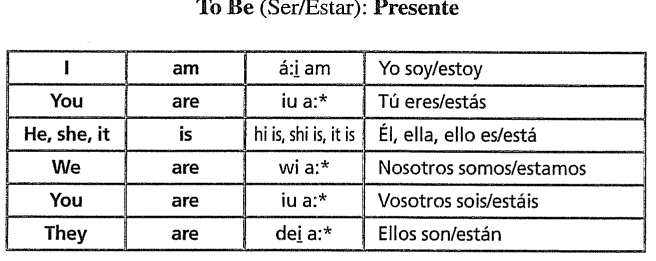 To Be (Ser/Estar): Presente
I am á:i am Yo soy/estoy
You are iu a:* Tú eres/estás
He, she, it is hi is, shi is, it is Él, ella, ello es/está
We are wi a:* Nosotros somos/estamos
You are iu a:* Vosotros sois/estáis
They are dei a:* Ellos son/están